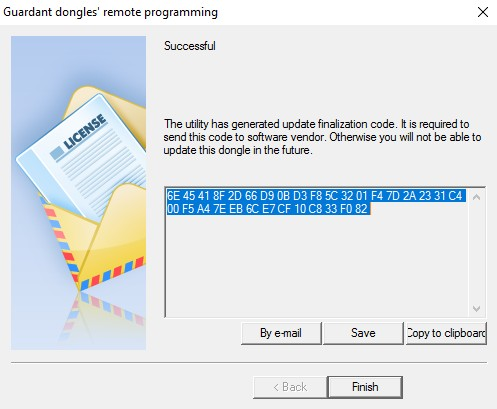 Guardant dongles' remote programming
Successful
LICENSE
The utility has generated update finalization code. It is required to
send this code to software vendor. Otherwise you will not be able to
update this dongle in the future.
6E 45 41 8F 2D 66 D9 0B D3 F8 5C 32 01 F4 7D 2A 23 31 C4
00 F5 A4 7E EB 6C E7 CF 10 C8 33 F0 82
By e-mail
Save
Copy to clipboard
< Back
Finish